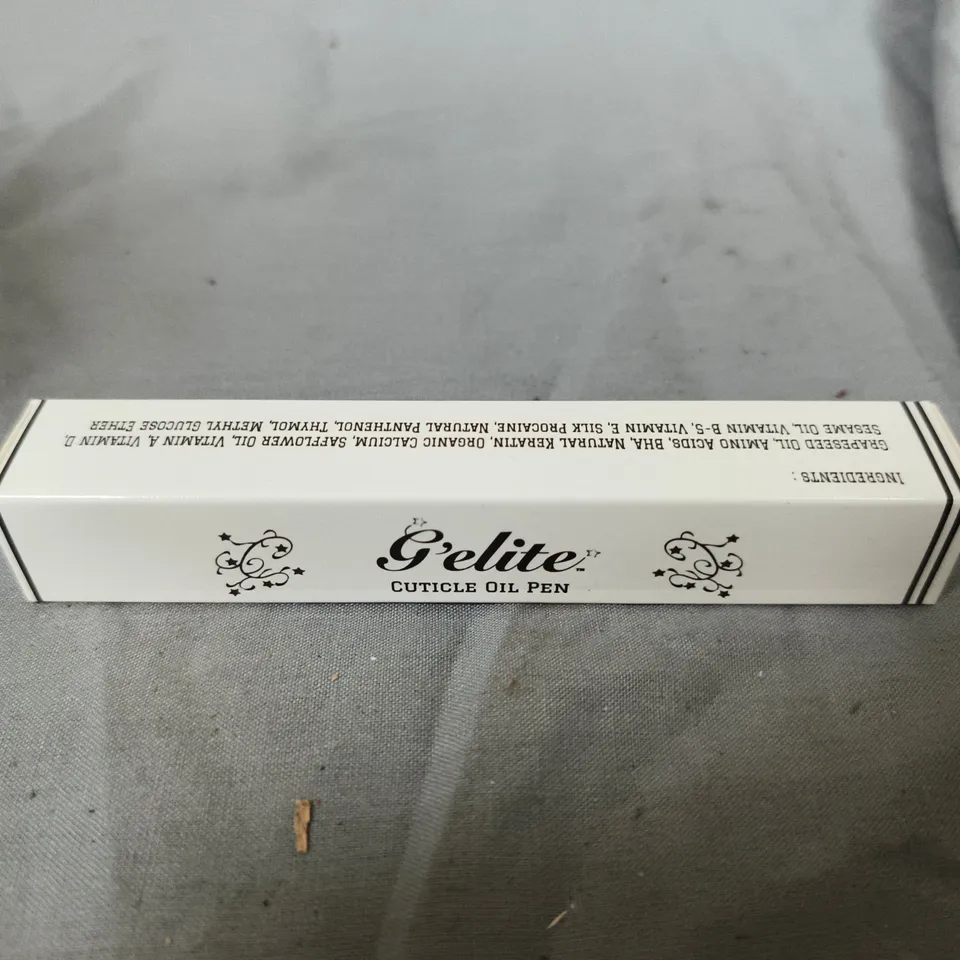 INGREDIENTS :
GRAPESEED OIL, AMINO ACIDS, BHA, NATURAL KERATIN, ORGANIC CALCIUM, SAFFLOWER OIL, VITAMIN A, VITAMIN D,
SESAME OIL, VITAMIN B-5, VITAMIN E, SILK PROCAINE, NATURAL PANTHENOL, THYMOL, METHYL GLUCOSE ETHER
G'elite™
CUTICLE OIL PEN